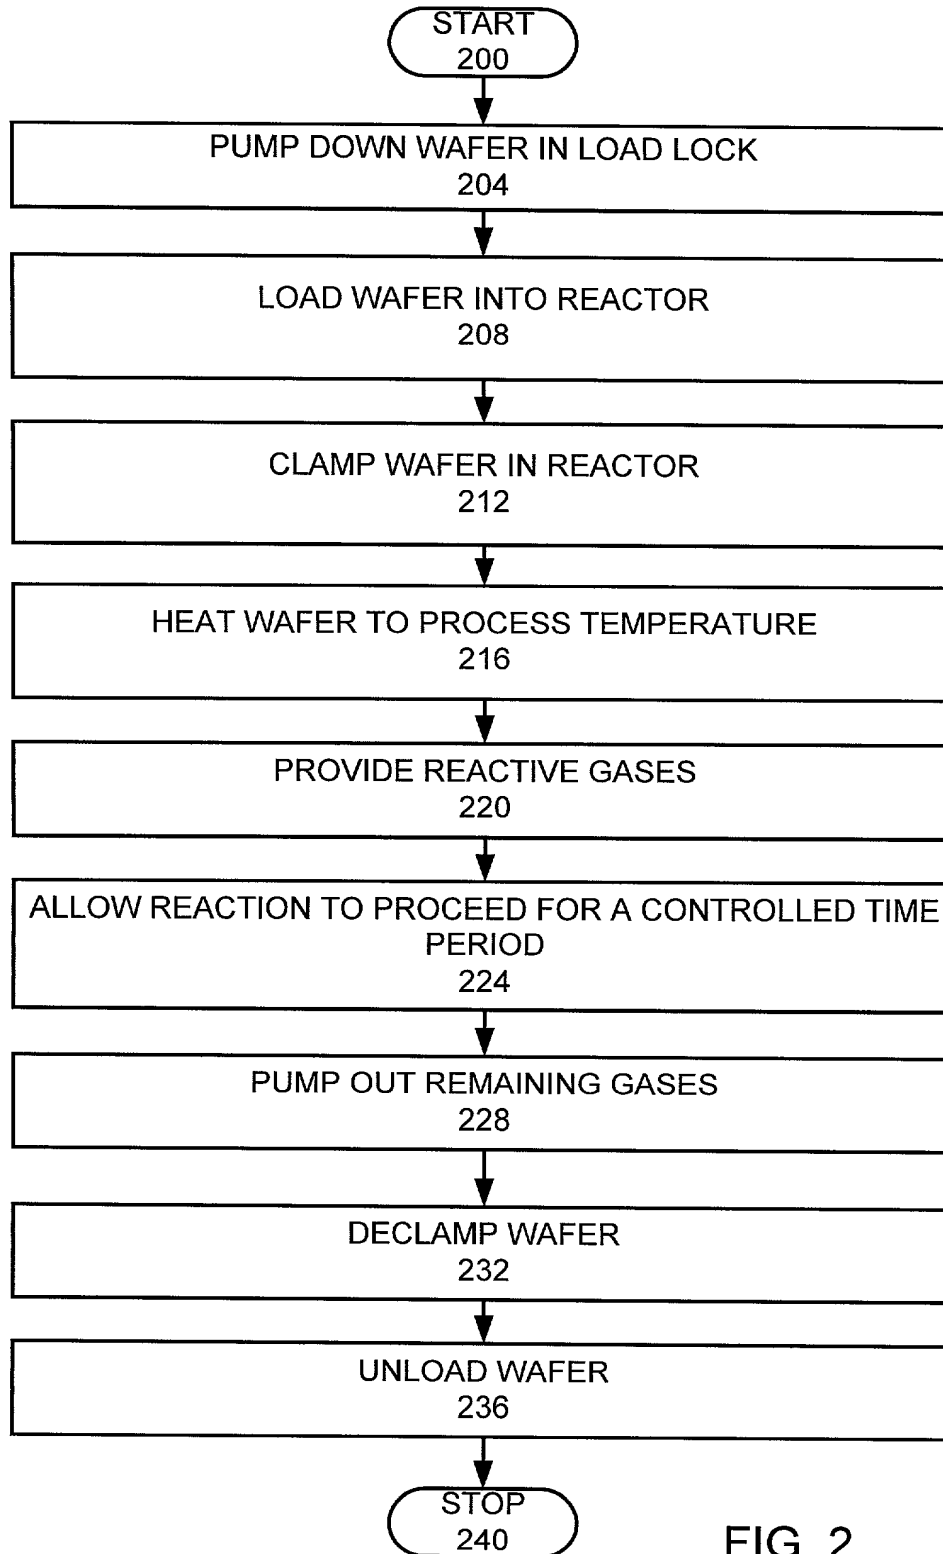 START
200
PUMP DOWN WAFER IN LOAD LOCK
204
LOAD WAFER INTO REACTOR
208
CLAMP WAFER IN REACTOR
212
HEAT WAFER TO PROCESS TEMPERATURE
216
PROVIDE REACTIVE GASES
220
ALLOW REACTION TO PROCEED FOR A CONTROLLED TIME
PERIOD
224
PUMP OUT REMAINING GASES
228
DECLAMP WAFER
232
UNLOAD WAFER
236
STOP
240
FIG. 2